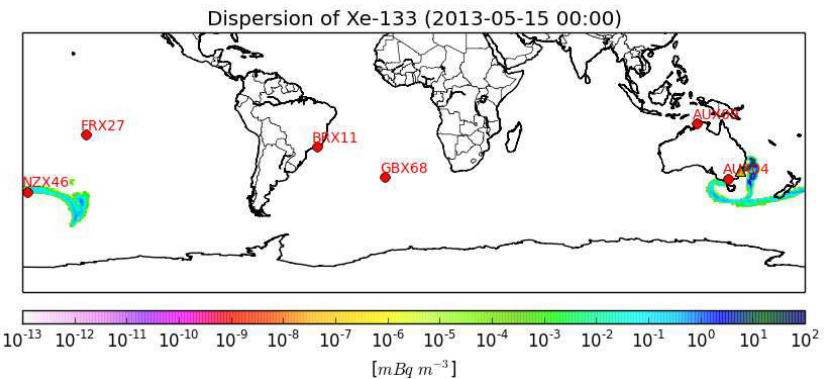 Dispersion of Xe-133 (2013-05-15 00:00)
FRX27
BRX11
GBX68
NZX46
AUX04
10^-13 10^-12 10^-11 10^-10 10^-9 10^-8 10^-7 10^-6 10^-5 10^-4 10^-3 10^-2 10^-1 10^0 10^1 10^2
[mBq m^-3]